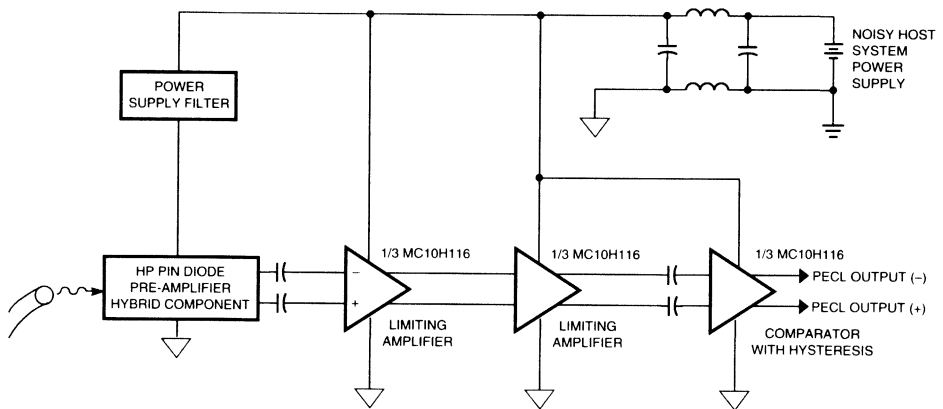 NOISY HOST
SYSTEM
POWER
SUPPLY
POWER
SUPPLY FILTER
HP PIN DIODE
PRE-AMPLIFIER
HYBRID COMPONENT
−
+
1/3 MC10H116
LIMITING
AMPLIFIER
1/3 MC10H116
LIMITING
AMPLIFIER
1/3 MC10H116
PECL OUTPUT (−)
PECL OUTPUT (+)
COMPARATOR
WITH HYSTERESIS